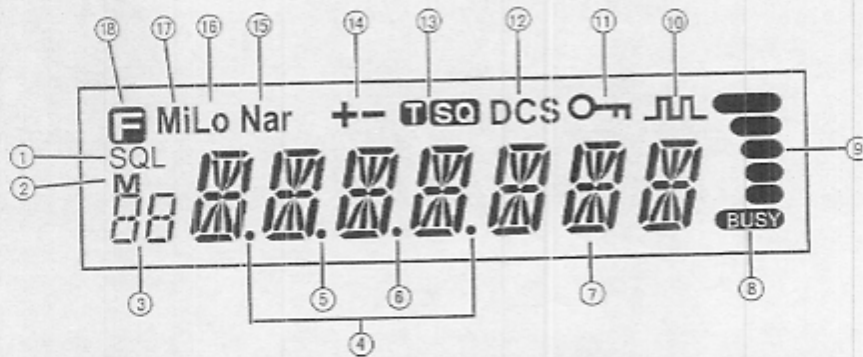 ⑱ ⑰ ⑯ ⑮ ⑭ ⑬ ⑫ ⑪ ⑩
F MiLo Nar +- T SQ DCS
① SQL
⑨
② M
88
BUSY
③ ⑤ ⑥ ⑦ ⑧
④